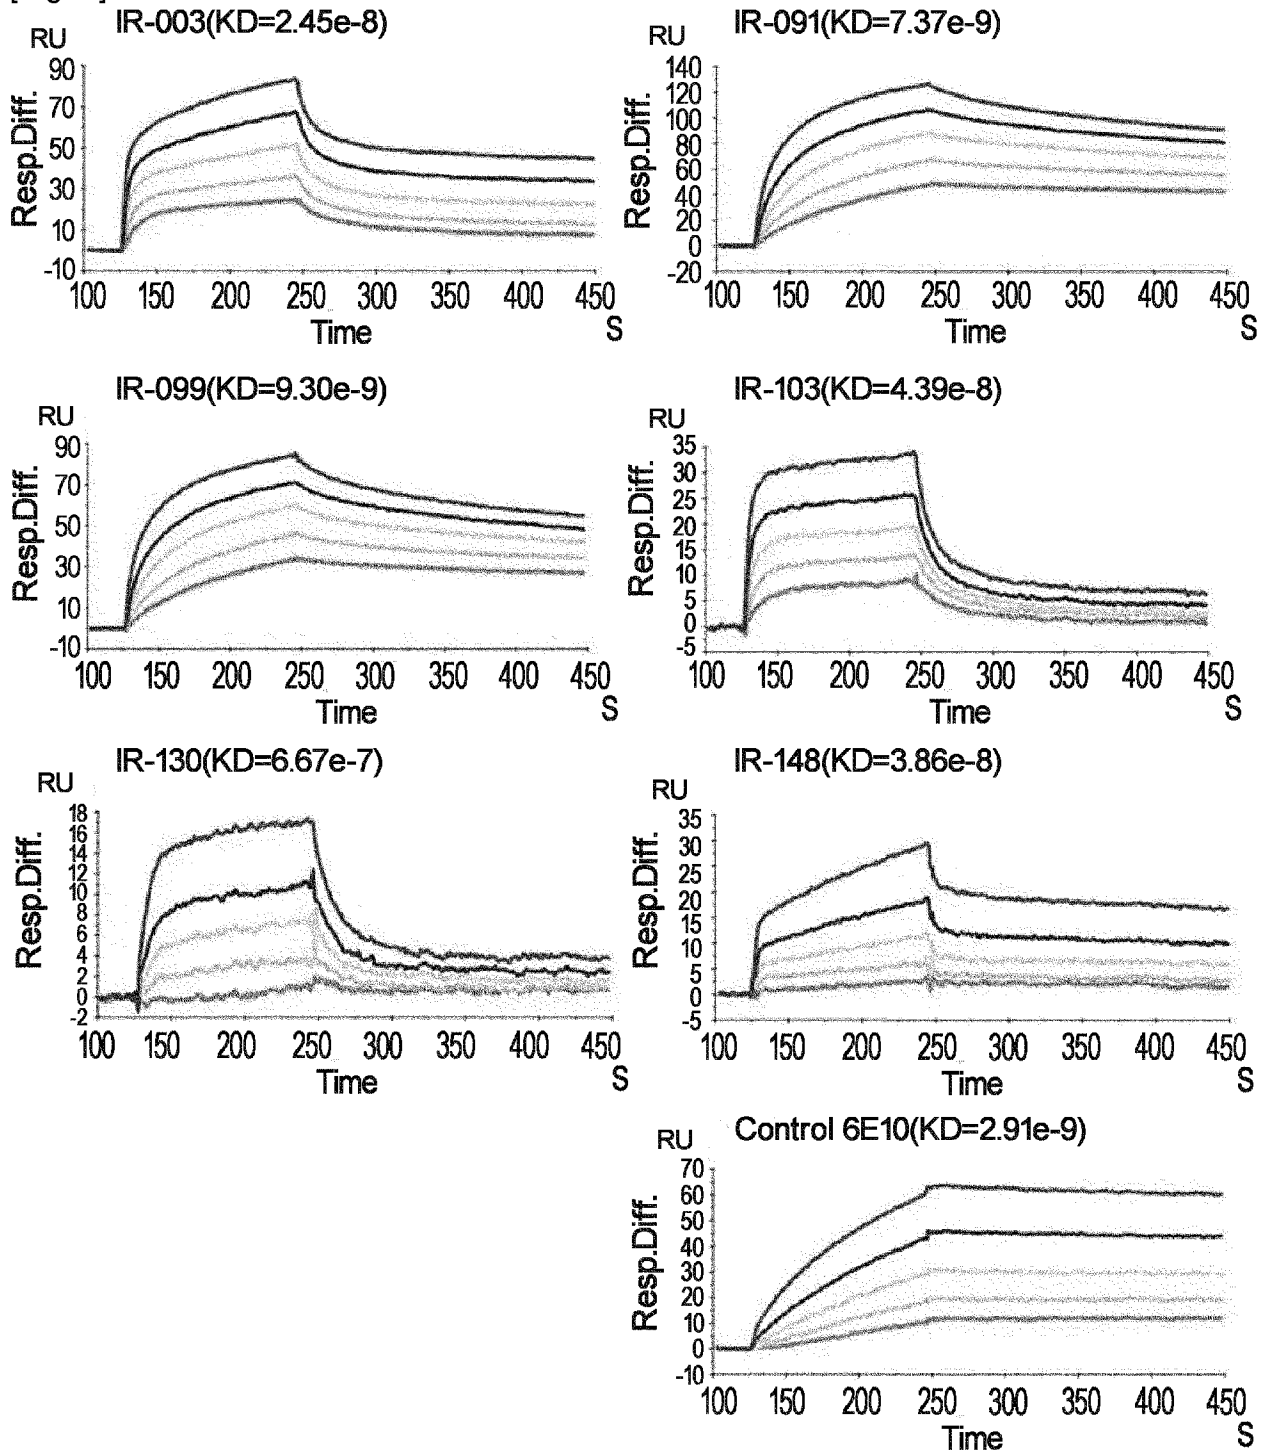 IR-003(KD=2.45e-8)
RU
Resp.Diff.
90
70
50
30
10
-10
100 150 200 250 300 350 400 450
Time
S
IR-091(KD=7.37e-9)
RU
Resp.Diff.
140
120
100
80
60
40
20
0
-20
100 150 200 250 300 350 400 450
Time
S
IR-099(KD=9.30e-9)
RU
Resp.Diff.
90
70
50
30
10
-10
100 150 200 250 300 350 400 450
Time
S
IR-103(KD=4.39e-8)
RU
Resp.Diff.
35
30
25
20
15
10
5
0
-5
100 150 200 250 300 350 400 450
Time
S
IR-130(KD=6.67e-7)
RU
Resp.Diff.
18
16
14
12
10
8
6
4
2
0
-2
100 150 200 250 300 350 400 450
Time
S
IR-148(KD=3.86e-8)
RU
Resp.Diff.
35
30
25
20
15
10
5
0
-5
100 150 200 250 300 350 400 450
Time
S
Control 6E10(KD=2.91e-9)
RU
Resp.Diff.
70
60
50
40
30
20
10
0
-10
100 150 200 250 300 350 400 450
Time
S